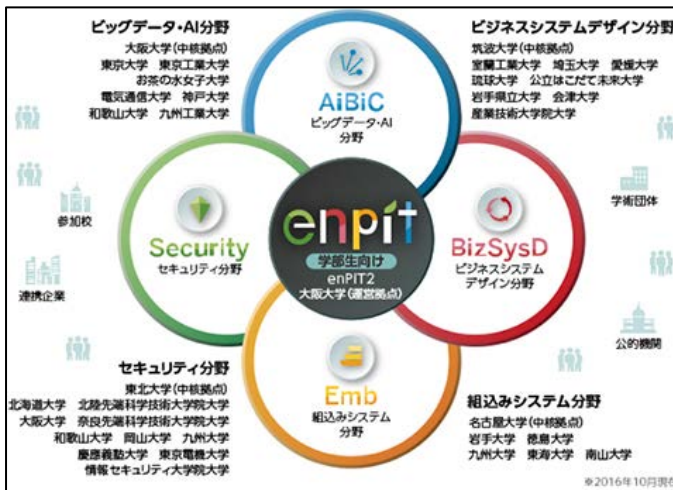 ビッグデータ・AI分野
大阪大学(中核拠点)
東京大学 東京工業大学
お茶の水女子大学
電気通信大学 神戸大学
和歌山大学 九州工業大学
ビジネスシステムデザイン分野
筑波大学(中核拠点)
室蘭工業大学 埼玉大学 愛媛大学
琉球大学 公立はこだて未来大学
岩手県立大学 会津大学
産業技術大学院大学
AiBiC
ビッグデータ・AI
分野
参加校
連携企業
Security
セキュリティ分野
enpit
学部生向け
enPIT2
大阪大学(運営拠点)
BizSysD
ビジネスシステム
デザイン分野
学術団体
公的機関
Emb
組込みシステム
分野
セキュリティ分野
東北大学(中核拠点)
北海道大学 北陸先端科学技術大学院大学
大阪大学 奈良先端科学技術大学院大学
和歌山大学 岡山大学 九州大学
慶應義塾大学 東京電機大学
情報セキュリティ大学院大学
組込みシステム分野
名古屋大学(中核拠点)
岩手大学 徳島大学
九州大学 東海大学 南山大学
※2016年10月現在